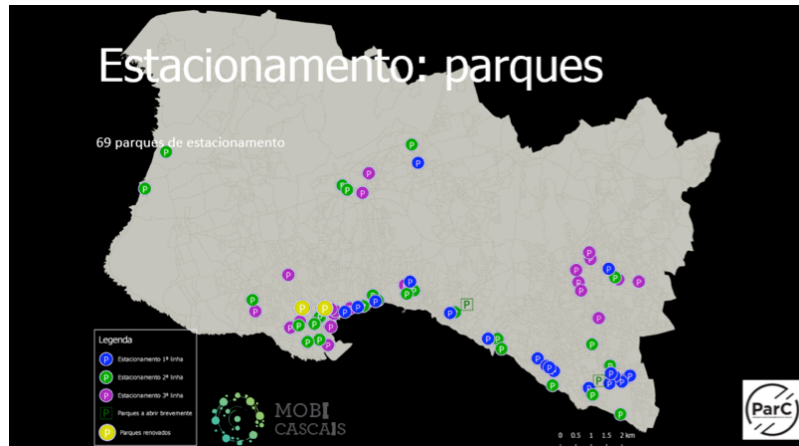 Estacionamento: parques
69 parques de estacionamento
Legenda
P Estacionamento 1ª linha
P Estacionamento 2ª linha
P Estacionamento 3ª linha
P Parques a abrir brevemente
P Parques renovados
MOBI
CASCAIS
0 0.5 1 1.5 2 km
ParC